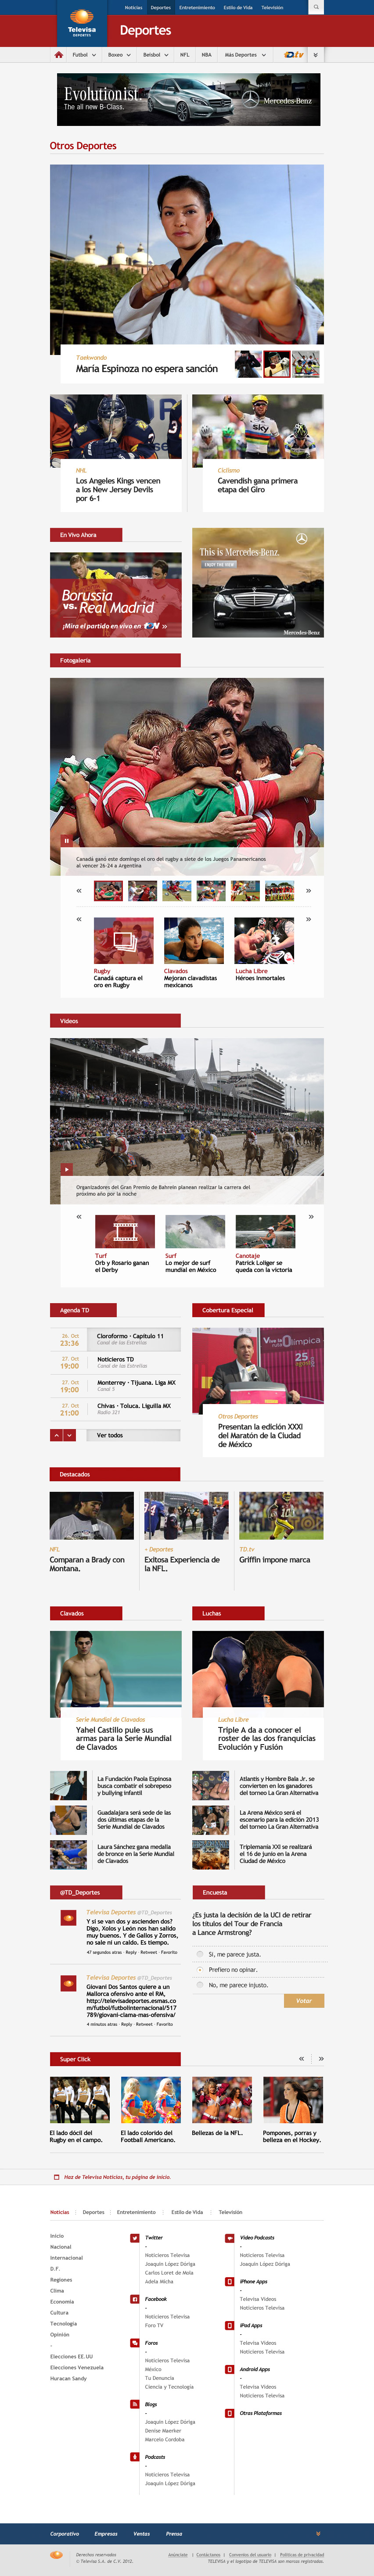 Noticias Deportes Entretenimiento Estilo de Vida Televisión
Televisa
DEPORTES
Deportes
Futbol Boxeo Beisbol NFL NBA Más Deportes
Evolutionist.
The all new B-Class.
Mercedes-Benz
Otros Deportes
Taekwondo
María Espinoza no espera sanción
NHL
Los Angeles Kings vencen
a los New Jersey Devils
por 6-1
Ciclismo
Cavendish gana primera
etapa del Giro
En Vivo Ahora
Borussia
vs. Real Madrid
¡Mira el partido en vivo en
This is Mercedes-Benz.
ENJOY THE VIEW
Mercedes-Benz
Fotogalería
Canadá ganó este domingo el oro del rugby a siete de los Juegos Panamericanos
al vencer 26-24 a Argentina
Rugby
Canadá captura el
oro en Rugby
Clavados
Mejoran clavadistas
mexicanos
Lucha Libre
Héroes Inmortales
Videos
Organizadores del Gran Premio de Bahrein planean realizar la carrera del
próximo año por la noche
Turf
Orb y Rosario ganan
el Derby
Surf
Lo mejor de surf
mundial en México
Canotaje
Patrick Loliger se
queda con la victoria
Agenda TD
26. Oct
23:36
Cloroformo - Capítulo 11
Canal de las Estrellas
27. Oct
19:00
Noticieros TD
Canal de las Estrellas
27. Oct
19:00
Monterrey - Tijuana. Liga MX
Canal 5
27. Oct
21:00
Chivas - Toluca. Liguilla MX
Radio 321
Ver todos
Cobertura Especial
Otros Deportes
Presentan la edición XXXI
del Maratón de la Ciudad
de México
Destacados
NFL
Comparan a Brady con
Montana.
+ Deportes
Exitosa Experiencia de
la NFL.
TD.tv
Griffin impone marca
Clavados
Serie Mundial de Clavados
Yahel Castillo pule sus
armas para la Serie Mundial
de Clavados
La Fundación Paola Espinosa
busca combatir el sobrepeso
y bullying infantil
Guadalajara será sede de las
dos últimas etapas de la
Serie Mundial de Clavados
Laura Sánchez gana medalla
de bronce en la Serie Mundial
de Clavados
Luchas
Lucha Libre
Triple A da a conocer el
roster de las dos franquicias
Evolución y Fusión
Atlantis y Hombre Bala Jr. se
convierten en los ganadores
del torneo La Gran Alternativa
La Arena México será el
escenario para la edición 2013
del torneo La Gran Alternativa
Triplemanía XXI se realizará
el 16 de junio en la Arena
Ciudad de México
@TD_Deportes
Televisa Deportes @TD_Deportes
Y si se van dos y ascienden dos?
Digo, Xolos y León nos han salido
muy buenos. Y de Gallos y Zorros,
no sale ni un caldo. Es tiempo.
47 segundos atras · Reply · Retweet · Favorito
Televisa Deportes @TD_Deportes
Giovani Dos Santos quiere a un
Mallorca ofensivo ante el RM,
http://televisadeportes.esmas.co
m/futbol/futbolinternacional/517
789/giovani-clama-mas-ofensiva/
4 minutos atras · Reply · Retweet · Favorito
Encuesta
¿Es justa la decisión de la UCI de retirar
los títulos del Tour de Francia
a Lance Armstrong?
Si, me parece justa.
Prefiero no opinar.
No, me parece injusto.
Votar
Super Click
El lado dócil del
Rugby en el campo.
El lado colorido del
Football Americano.
Bellezas de la NFL.
Pompones, porras y
belleza en el Hockey.
Haz de Televisa Noticias, tu página de inicio.
Noticias Deportes Entretenimiento Estilo de Vida Televisión
Inicio
Nacional
Internacional
D.F.
Regiones
Clima
Economía
Cultura
Tecnología
Opinión
-
Elecciones EE.UU
Elecciones Venezuela
Huracan Sandy
Twitter
-
Noticieros Televisa
Joaquín López Dóriga
Carlos Loret de Mola
Adela Micha
Facebook
-
Noticieros Televisa
Foro TV
Foros
-
Noticieros Televisa
México
Tu Denuncia
Ciencia y Tecnología
Blogs
-
Joaquín López Dóriga
Denise Maerker
Marcelo Cordoba
Podcasts
-
Noticieros Televisa
Joaquín López Dóriga
Video Podcasts
-
Noticieros Televisa
Joaquín López Dóriga
iPhone Apps
-
Televisa Videos
Noticieros Televisa
iPad Apps
-
Televisa Videos
Noticieros Televisa
Android Apps
-
Televisa Videos
Noticieros Televisa
Otras Plataformas
Corporativo Empresas Ventas Prensa
Derechos reservados
© Televisa S.A. de C.V. 2012.
Anúnciate | Contáctanos | Convenios del usuario | Políticas de privacidad
TELEVISA y el logotipo de TELEVISA son marcas registradas.